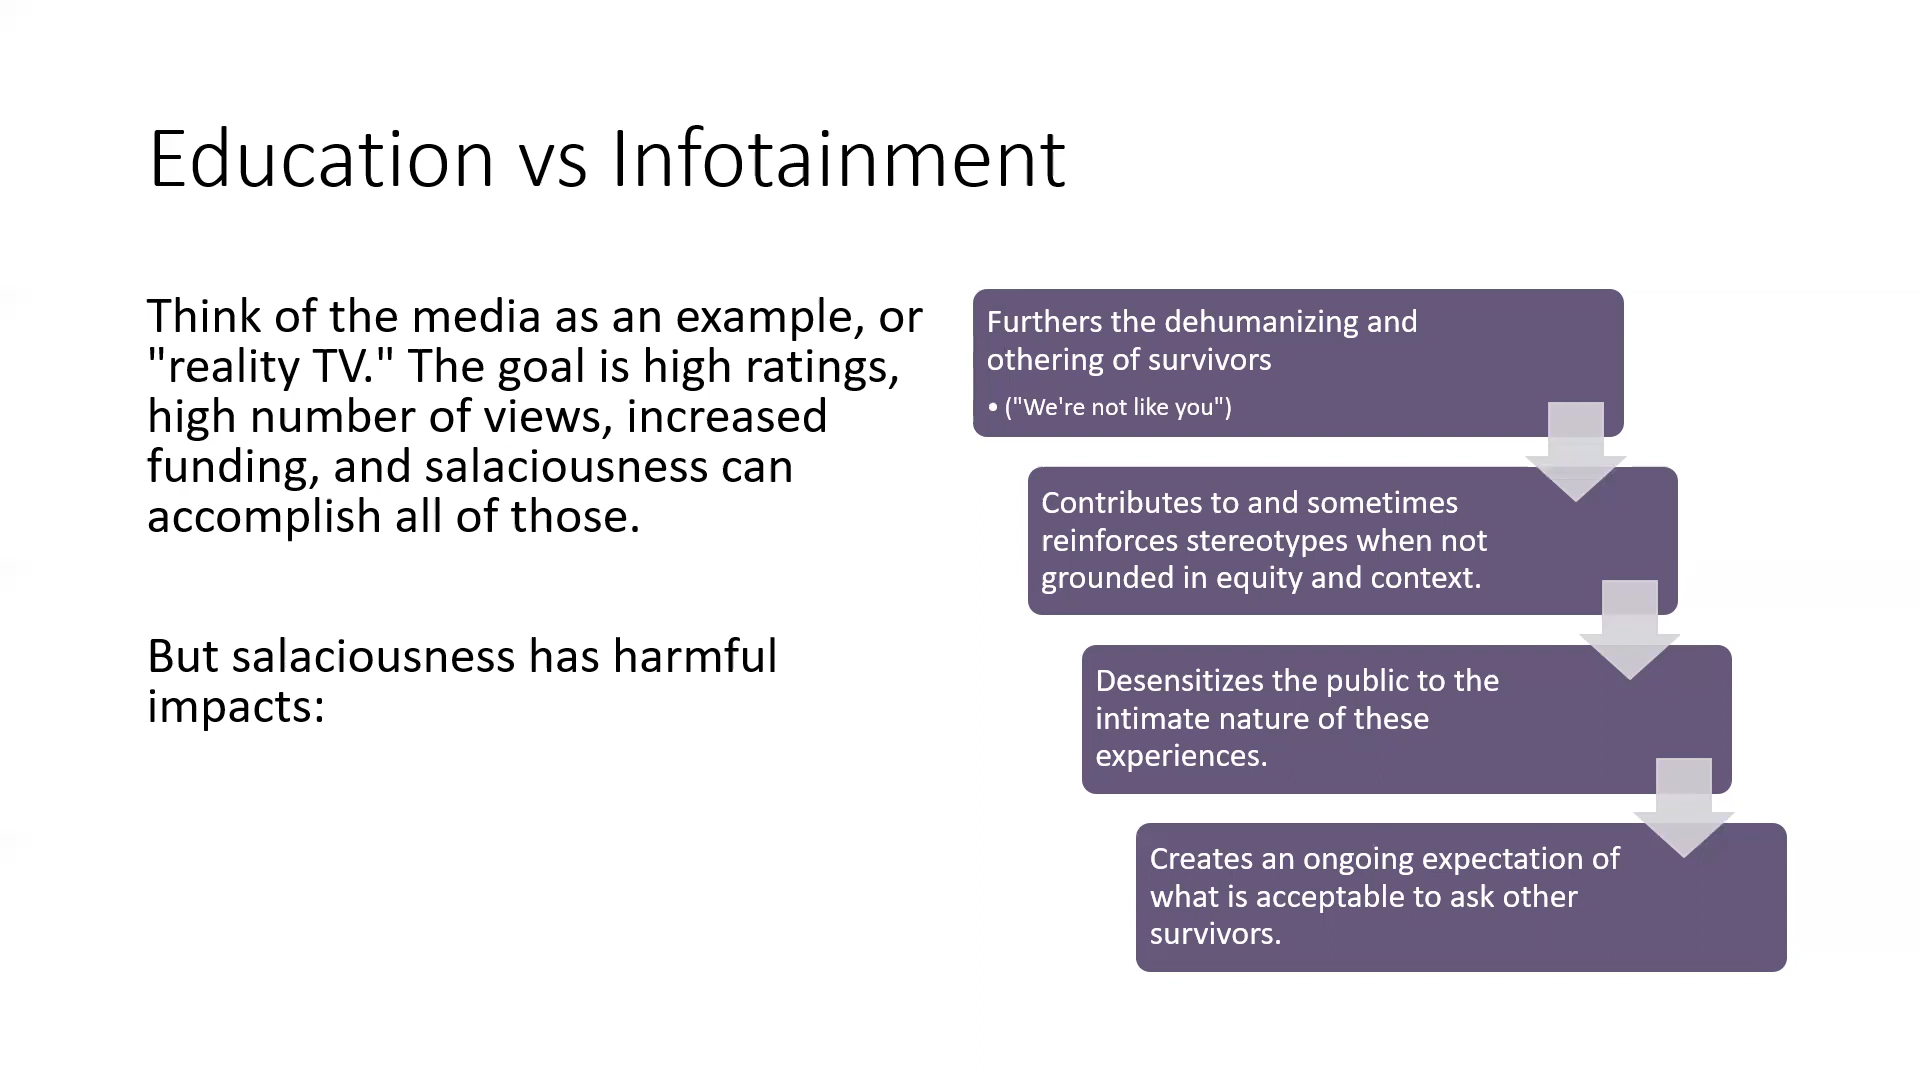 Education vs Infotainment
Think of the media as an example, or
"reality TV." The goal is high ratings,
high number of views, increased
funding, and salaciousness can
accomplish all of those.
But salaciousness has harmful
impacts:
Furthers the dehumanizing and
othering of survivors
• ("We're not like you")
Contributes to and sometimes
reinforces stereotypes when not
grounded in equity and context.
Desensitizes the public to the
intimate nature of these
experiences.
Creates an ongoing expectation of
what is acceptable to ask other
survivors.